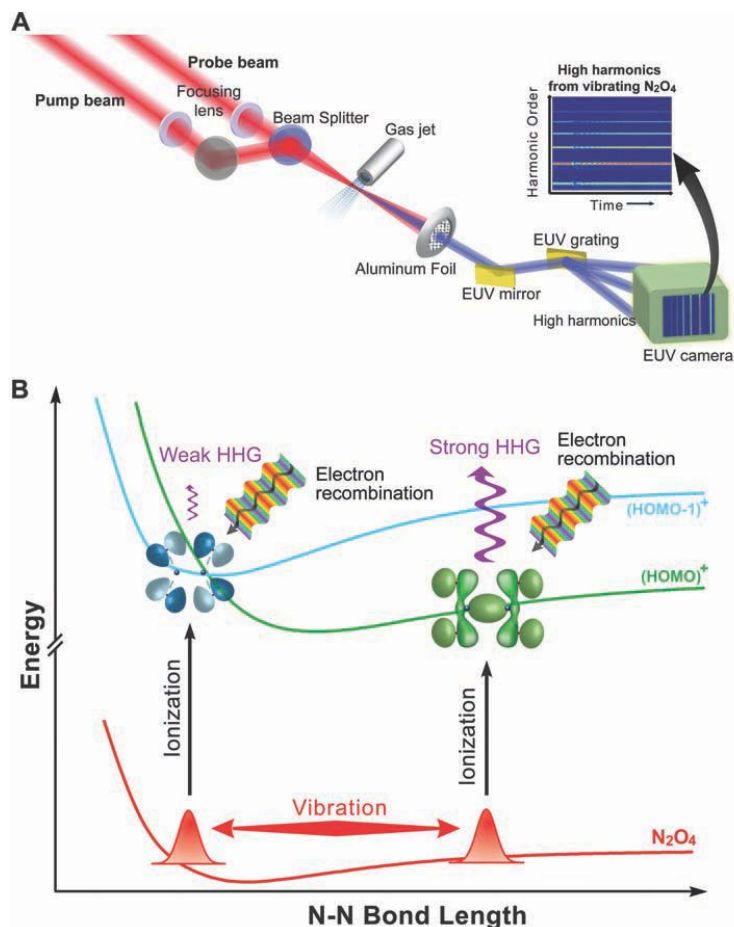 A
Probe beam
Pump beam
Focusing
lens
Beam Splitter
Gas jet
Aluminum Foil
EUV mirror
EUV grating
High harmonics
EUV camera
High harmonics
from vibrating N₂O₄
Harmonic Order
Time
B
Energy
Weak HHG
Electron
recombination
Strong HHG
Electron
recombination
(HOMO-1)⁺
(HOMO)⁺
Ionization
Ionization
Vibration
N₂O₄
N-N Bond Length